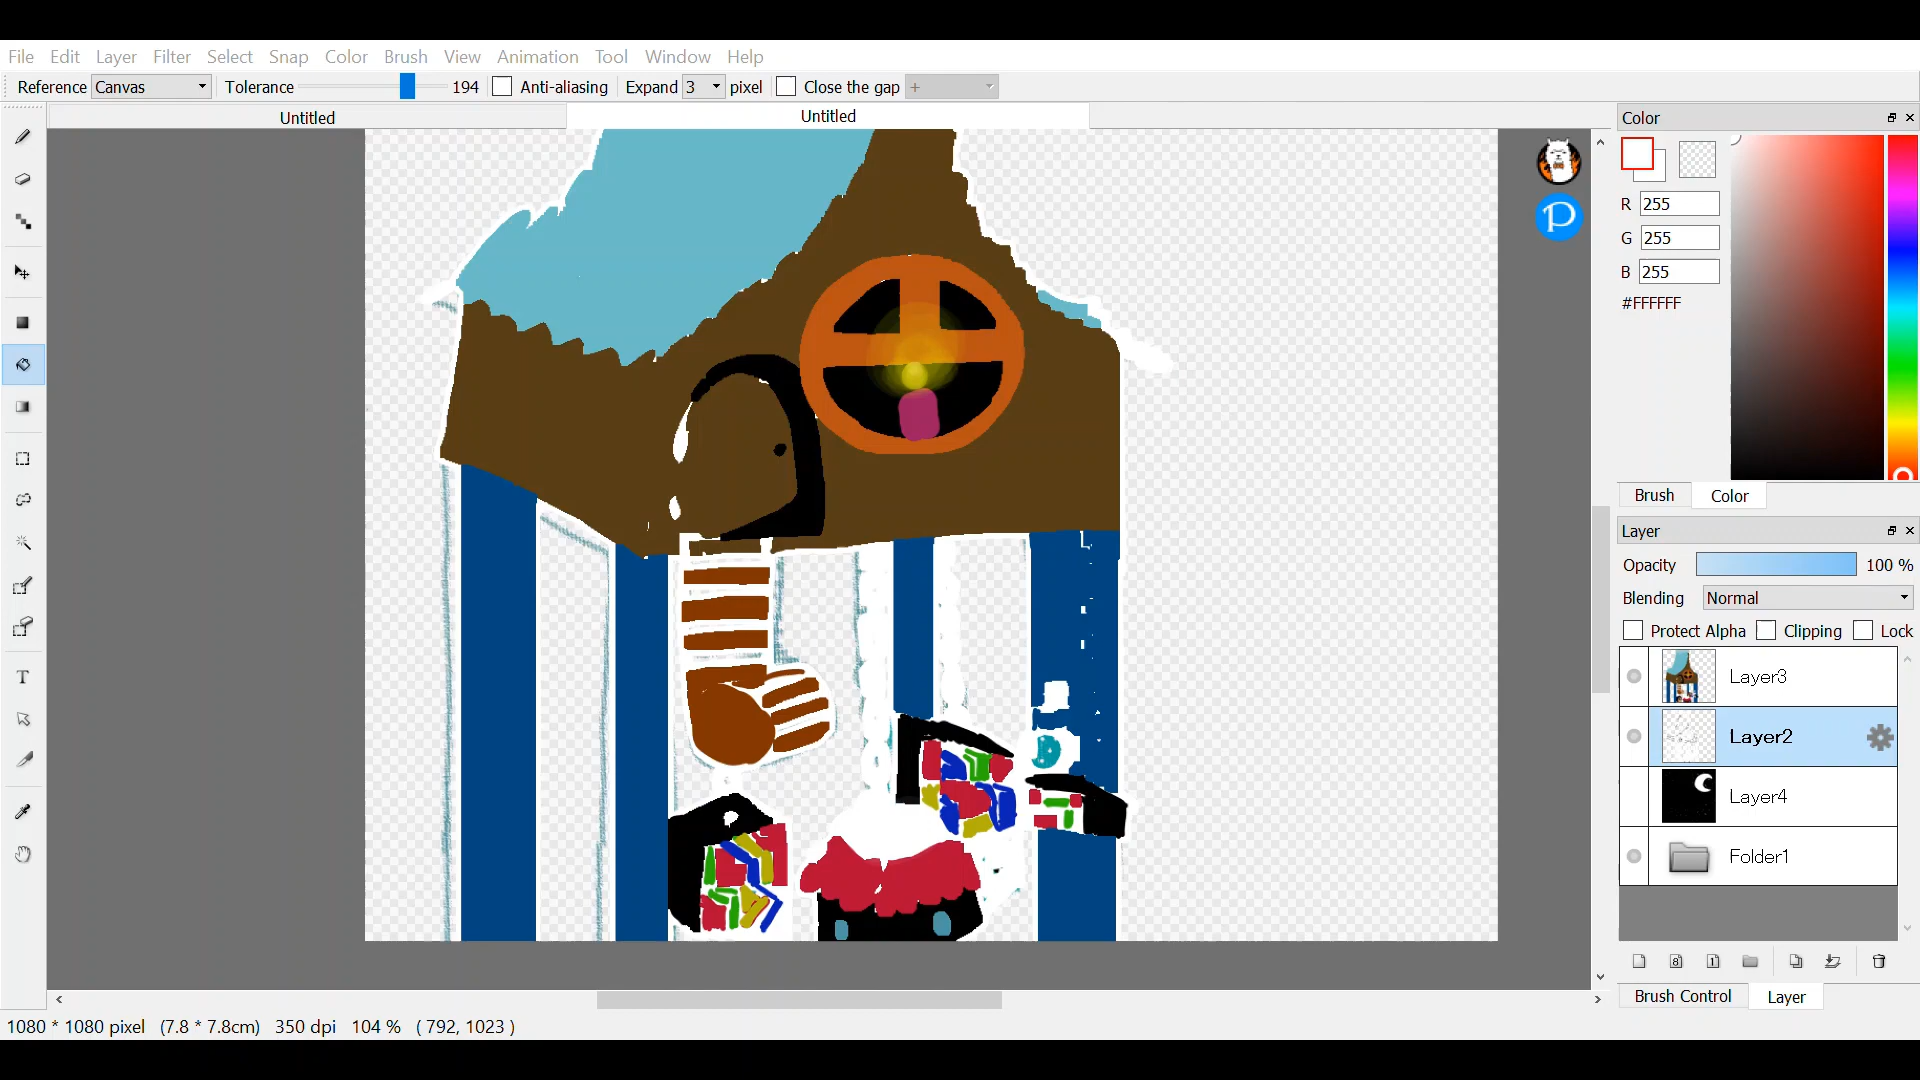 File Edit Layer Filter Select Snap Color Brush View Animation Tool Window Help
Reference Canvas Tolerance 194 Anti-aliasing Expand 3 pixel Close the gap +
Untitled Untitled
Color
R 255
G 255
B 255
#FFFFFF
Brush Color
Layer
Opacity 100 %
Blending Normal
Protect Alpha Clipping Lock
Layer3
Layer2
Layer4
Folder1
8 1
Brush Control Layer
T
P
1080 * 1080 pixel (7.8 * 7.8cm) 350 dpi 104 % ( 792, 1023 )